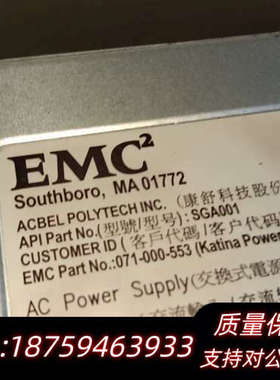 EMC²
Southboro, MA 01772
ACBEL POLYTECH INC. (康舒科技股份
API Part No.(型號/型号):SGA001
CUSTOMER ID (客戶代碼/客户代
EMC Part No.:071-000-553 (Katina Power
AC Power Supply(交換式電源
质量保
:18759463933
支持对公